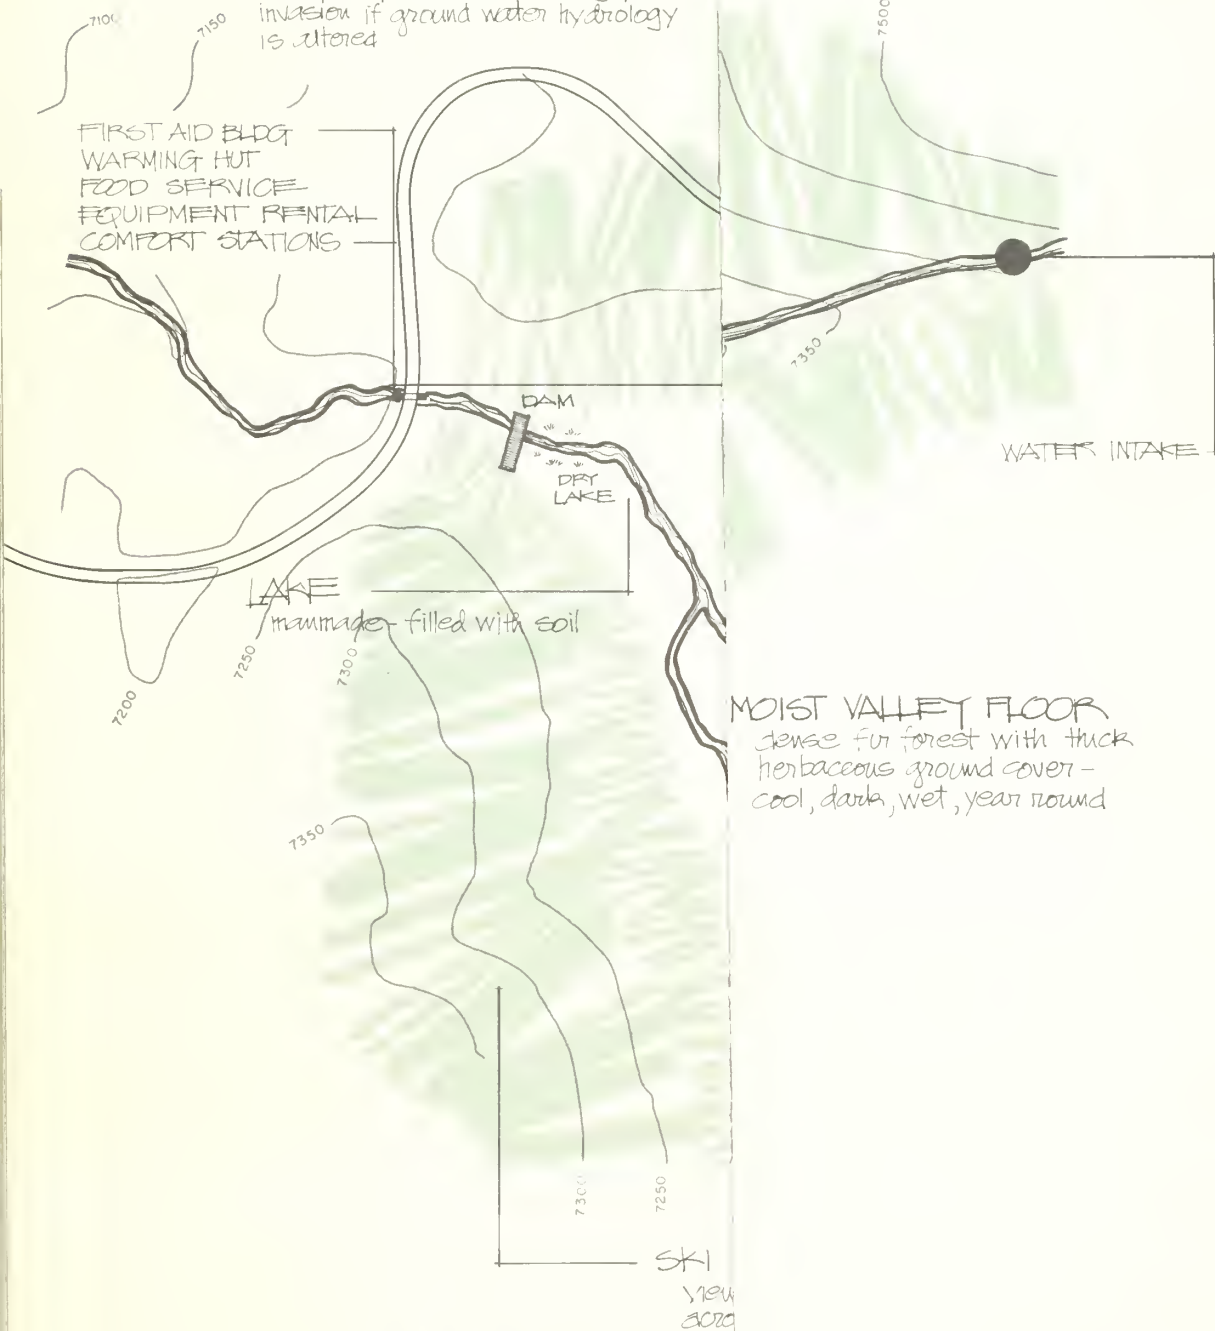 invasion if ground water hydrology
is altered
7100
7150
7500
FIRST AID BLDG
WARMING HUT
FOOD SERVICE
EQUIPMENT RENTAL
COMFORT STATIONS
7350
DAM
WATER INTAKE
DRY
LAKE
LAKE
manmade - filled with soil
7250
7300
7200
MOIST VALLEY FLOOR
dense fir forest with thick
herbaceous ground cover -
cool, dark, wet, year round
7350
7300
7250
SKI
view
acro